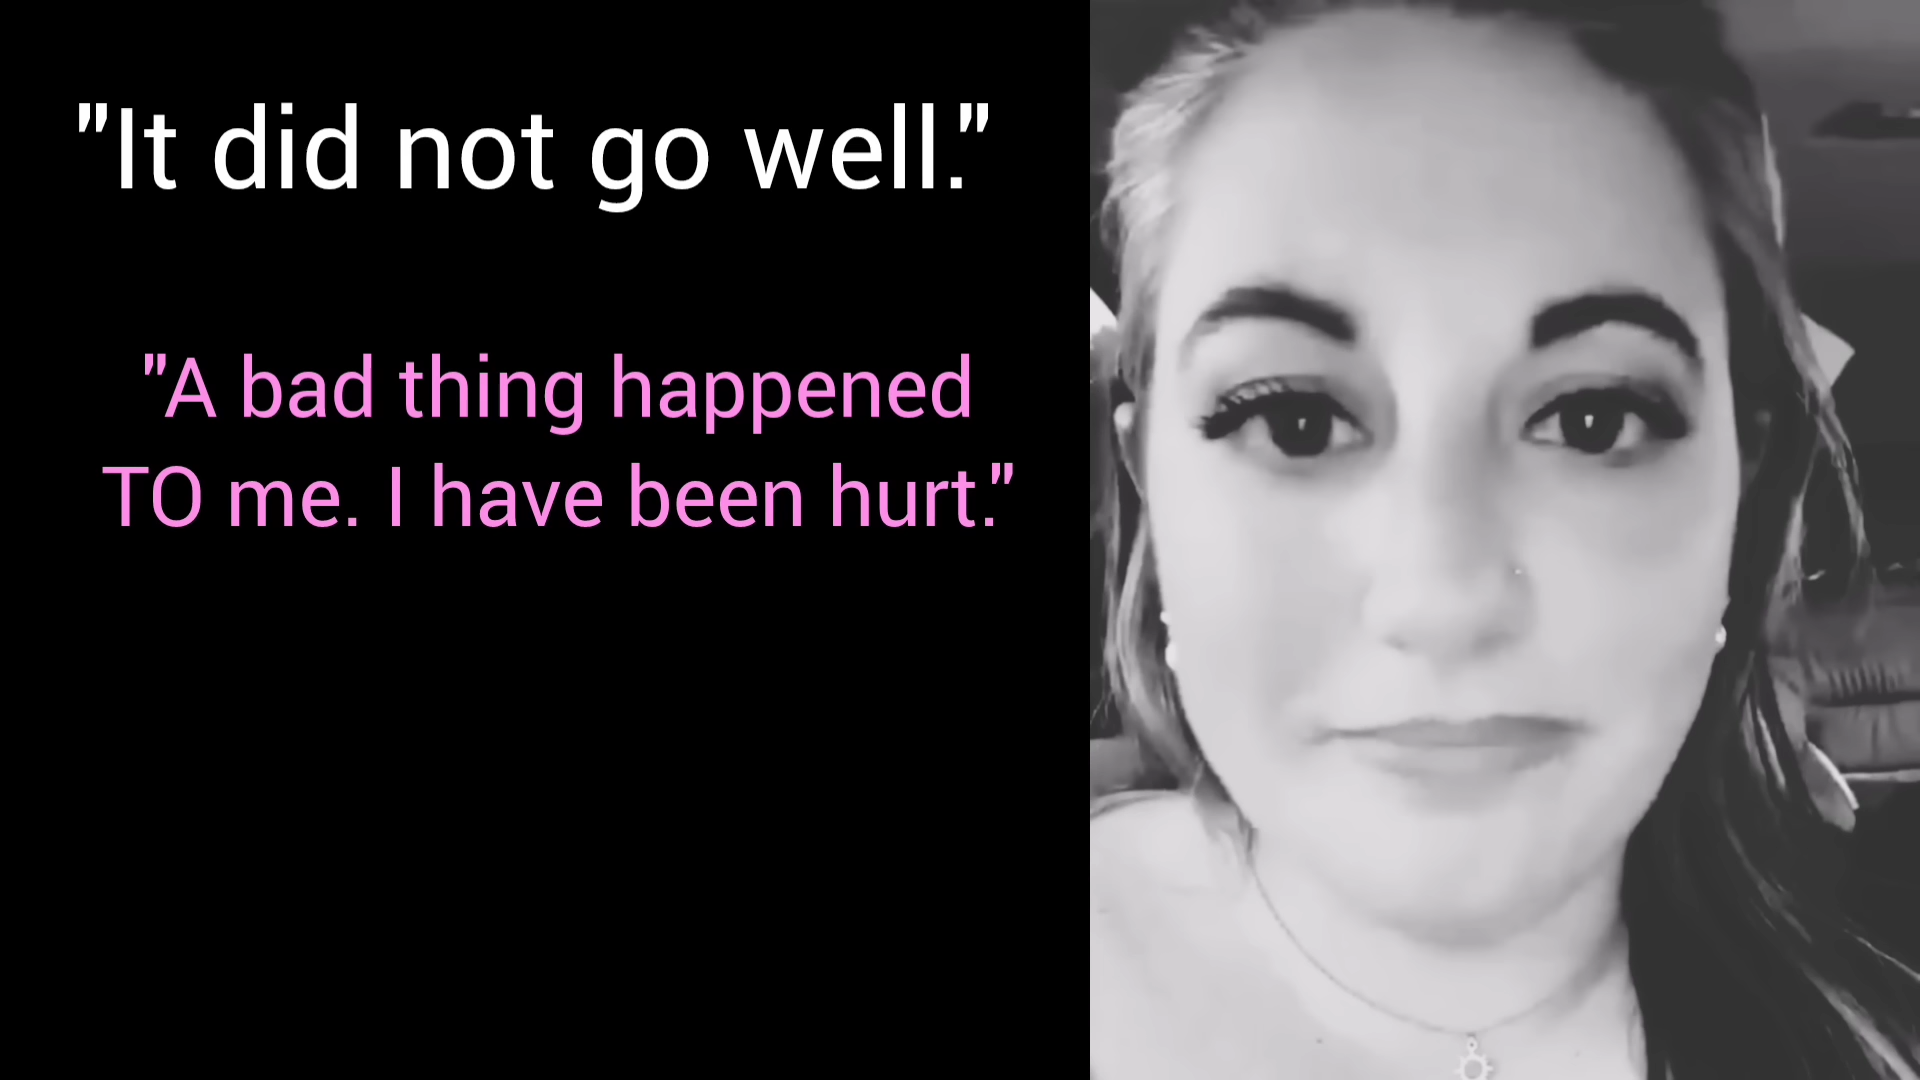 "It did not go well."
"A bad thing happened
TO me. I have been hurt."